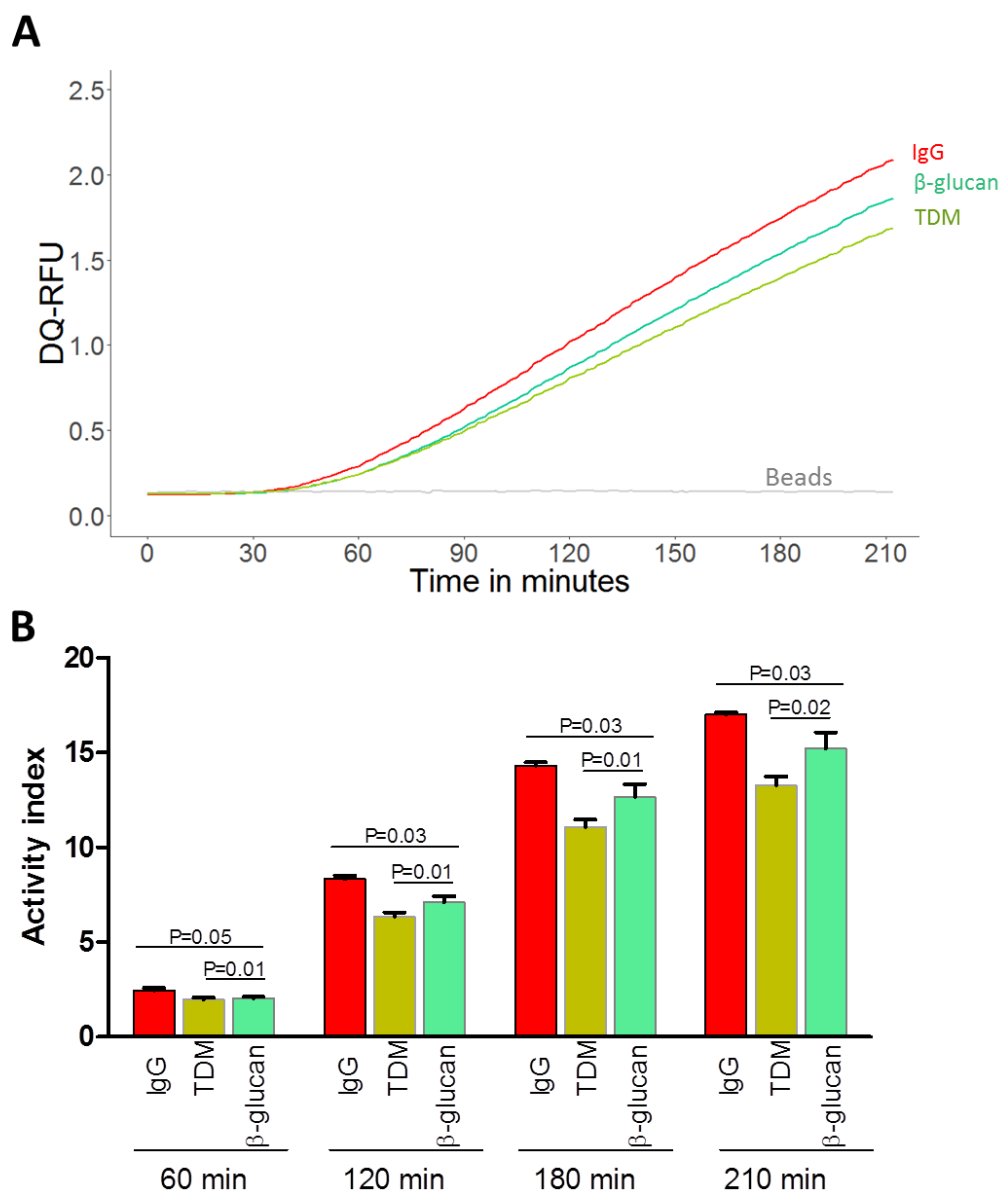 A
2.5
2.0
1.5
1.0
0.5
0.0
DQ-RFU
IgG
β-glucan
TDM
Beads
0 30 60 90 120 150 180 210
Time in minutes
B
20
15
10
5
0
Activity index
P=0.05
P=0.01
P=0.03
P=0.01
P=0.03
P=0.01
P=0.03
P=0.02
IgG TDM β-glucan IgG TDM β-glucan IgG TDM β-glucan IgG TDM β-glucan
60 min 120 min 180 min 210 min